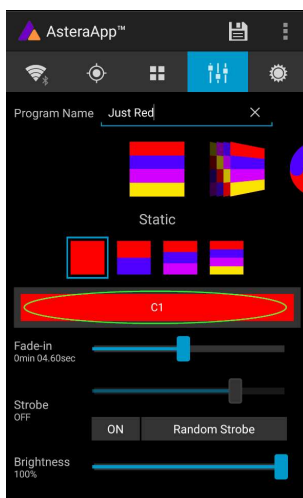 AsteraApp™
Program Name Just Red
Static
C1
Fade-in
0min 04.60sec
Strobe
OFF
ON Random Strobe
Brightness
100%